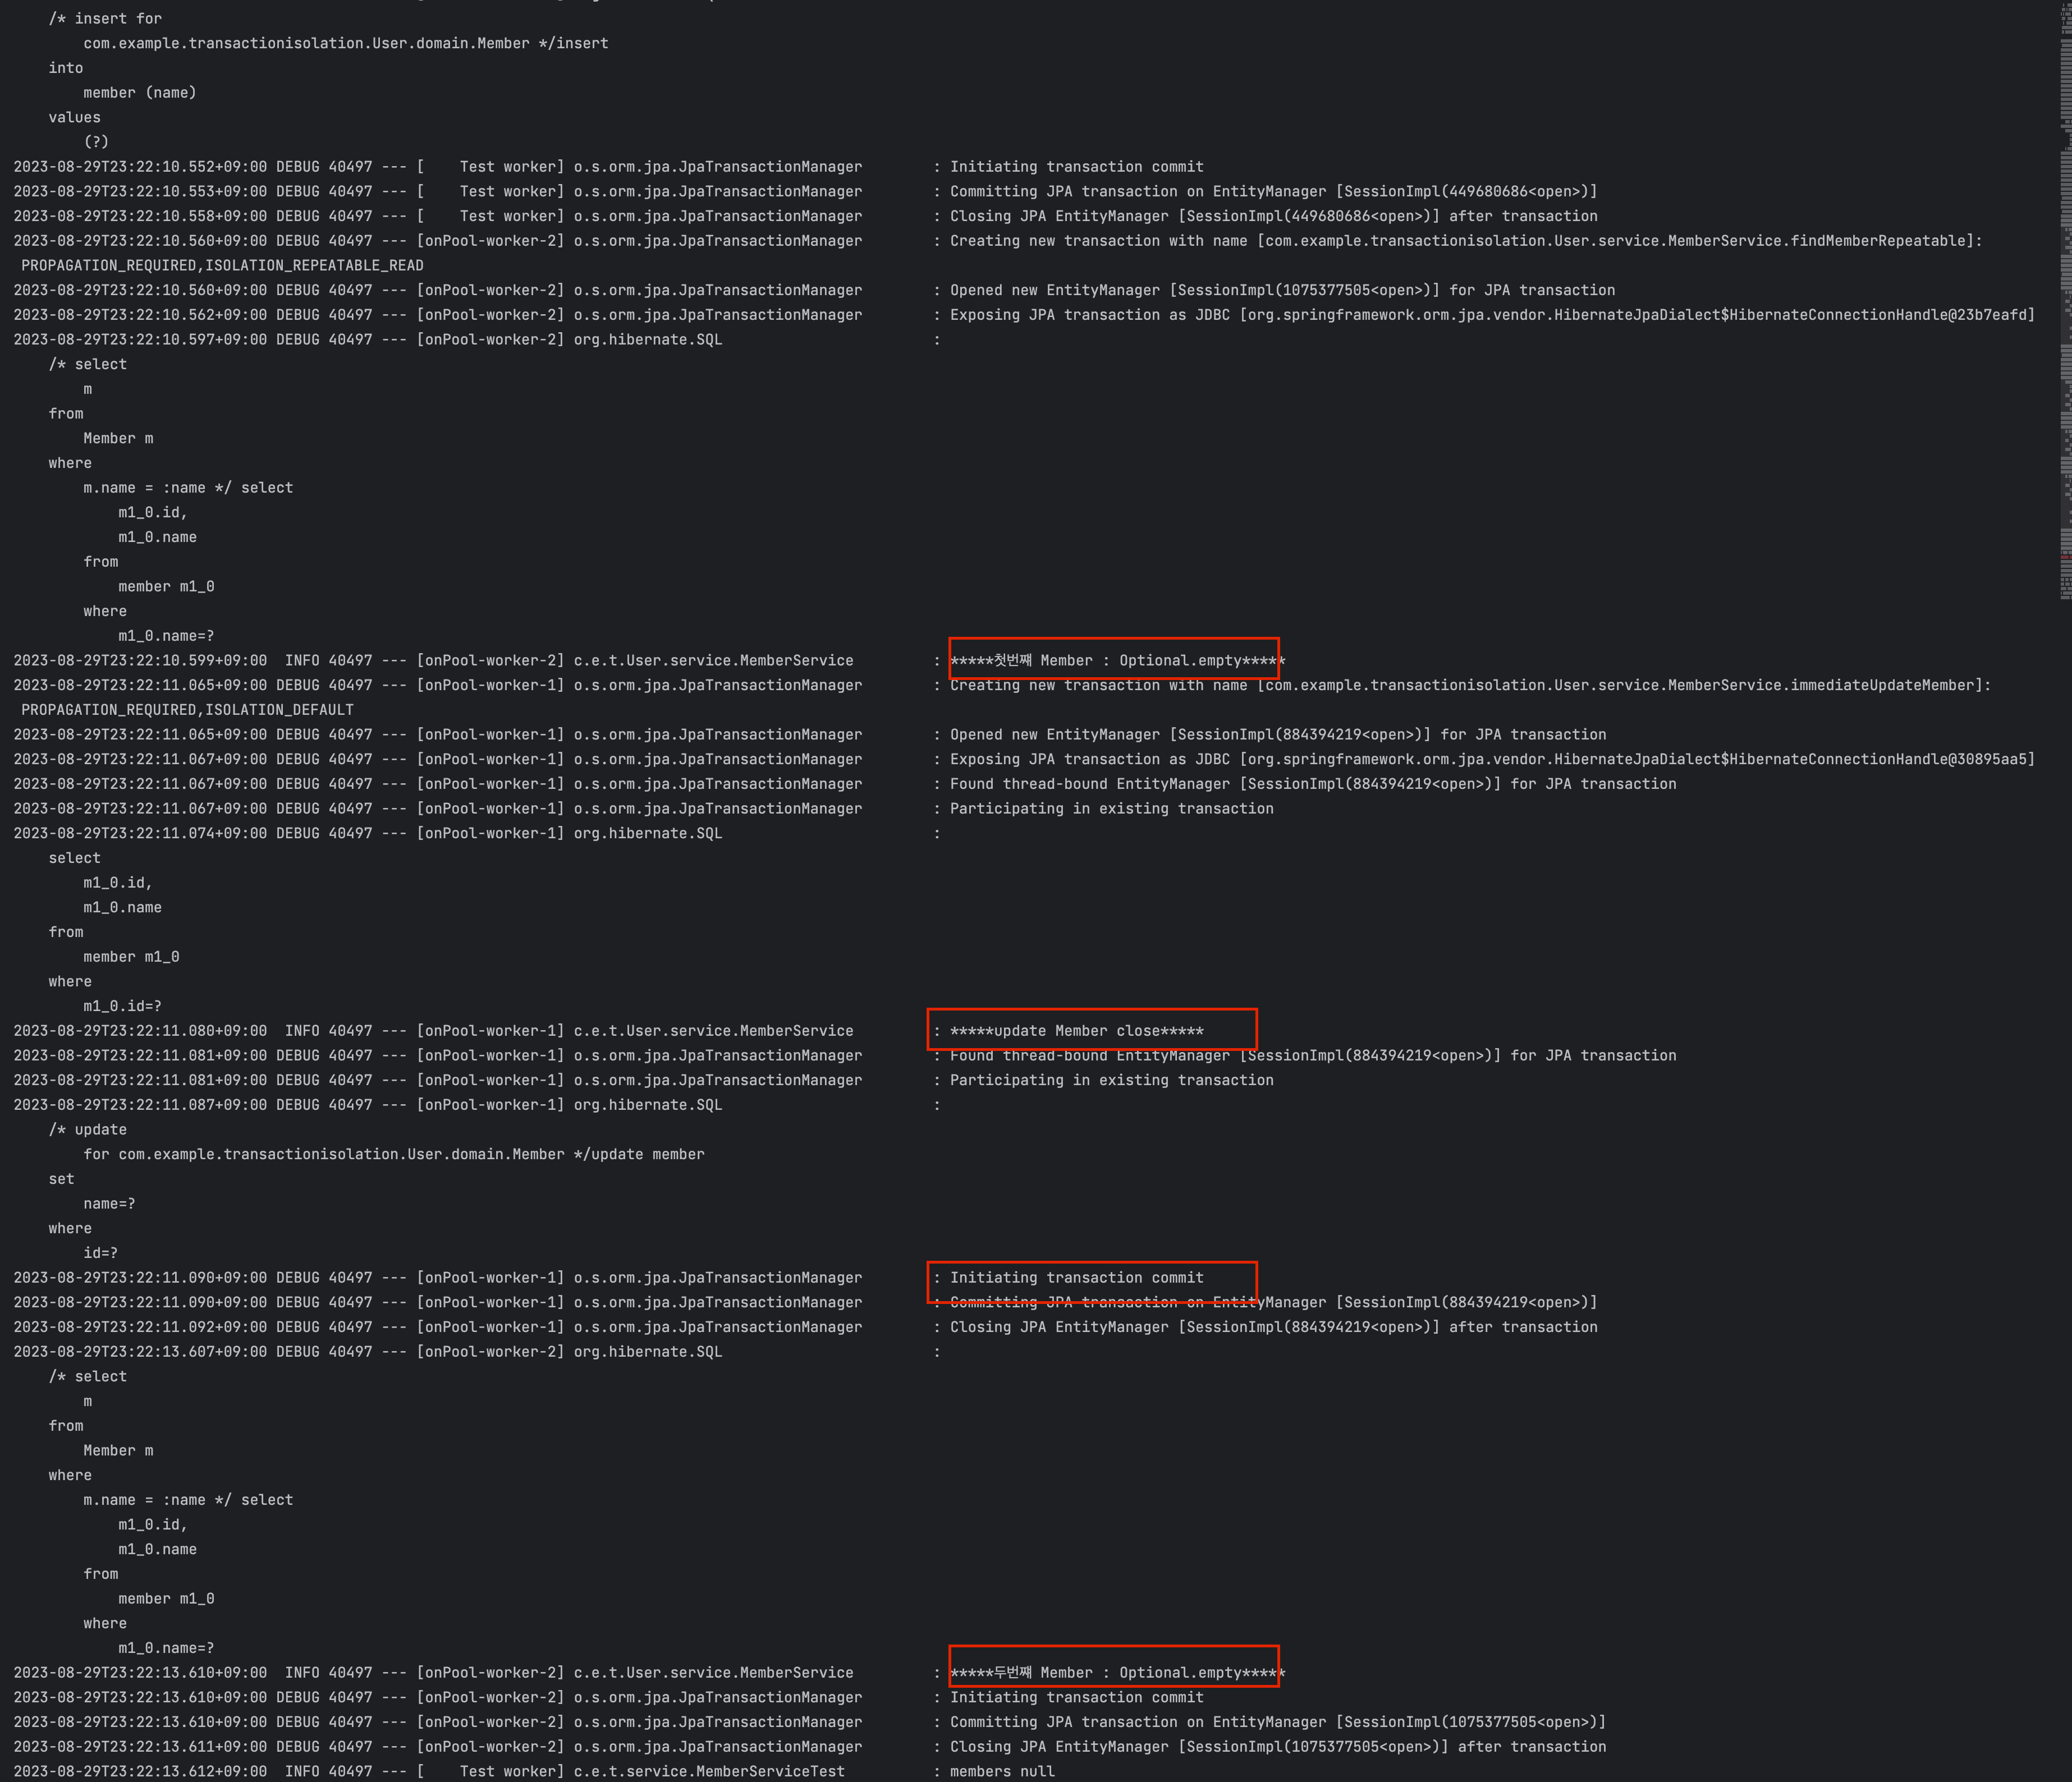 /* insert for
com.example.transactionisolation.User.domain.Member */insert
into
member (name)
values
(?)
2023-08-29T23:22:10.552+09:00 DEBUG 40497 --- [    Test worker] o.s.orm.jpa.JpaTransactionManager        : Initiating transaction commit
2023-08-29T23:22:10.553+09:00 DEBUG 40497 --- [    Test worker] o.s.orm.jpa.JpaTransactionManager        : Committing JPA transaction on EntityManager [SessionImpl(449680686<open>)]
2023-08-29T23:22:10.558+09:00 DEBUG 40497 --- [    Test worker] o.s.orm.jpa.JpaTransactionManager        : Closing JPA EntityManager [SessionImpl(449680686<open>)] after transaction
2023-08-29T23:22:10.560+09:00 DEBUG 40497 --- [onPool-worker-2] o.s.orm.jpa.JpaTransactionManager        : Creating new transaction with name [com.example.transactionisolation.User.service.MemberService.findMemberRepeatable]:
PROPAGATION_REQUIRED,ISOLATION_REPEATABLE_READ
2023-08-29T23:22:10.560+09:00 DEBUG 40497 --- [onPool-worker-2] o.s.orm.jpa.JpaTransactionManager        : Opened new EntityManager [SessionImpl(1075377505<open>)] for JPA transaction
2023-08-29T23:22:10.562+09:00 DEBUG 40497 --- [onPool-worker-2] o.s.orm.jpa.JpaTransactionManager        : Exposing JPA transaction as JDBC [org.springframework.orm.jpa.vendor.HibernateJpaDialect$HibernateConnectionHandle@23b7eafd]
2023-08-29T23:22:10.597+09:00 DEBUG 40497 --- [onPool-worker-2] org.hibernate.SQL                        :
/* select
m
from
Member m
where
m.name = :name */ select
m1_0.id,
m1_0.name
from
member m1_0
where
m1_0.name=?
2023-08-29T23:22:10.599+09:00  INFO 40497 --- [onPool-worker-2] c.e.t.User.service.MemberService         : *****첫번쨰 Member : Optional.empty*****
2023-08-29T23:22:11.065+09:00 DEBUG 40497 --- [onPool-worker-1] o.s.orm.jpa.JpaTransactionManager        : Creating new transaction with name [com.example.transactionisolation.User.service.MemberService.immediateUpdateMember]:
PROPAGATION_REQUIRED,ISOLATION_DEFAULT
2023-08-29T23:22:11.065+09:00 DEBUG 40497 --- [onPool-worker-1] o.s.orm.jpa.JpaTransactionManager        : Opened new EntityManager [SessionImpl(884394219<open>)] for JPA transaction
2023-08-29T23:22:11.067+09:00 DEBUG 40497 --- [onPool-worker-1] o.s.orm.jpa.JpaTransactionManager        : Exposing JPA transaction as JDBC [org.springframework.orm.jpa.vendor.HibernateJpaDialect$HibernateConnectionHandle@30895aa5]
2023-08-29T23:22:11.067+09:00 DEBUG 40497 --- [onPool-worker-1] o.s.orm.jpa.JpaTransactionManager        : Found thread-bound EntityManager [SessionImpl(884394219<open>)] for JPA transaction
2023-08-29T23:22:11.067+09:00 DEBUG 40497 --- [onPool-worker-1] o.s.orm.jpa.JpaTransactionManager        : Participating in existing transaction
2023-08-29T23:22:11.074+09:00 DEBUG 40497 --- [onPool-worker-1] org.hibernate.SQL                        :
select
m1_0.id,
m1_0.name
from
member m1_0
where
m1_0.id=?
2023-08-29T23:22:11.080+09:00  INFO 40497 --- [onPool-worker-1] c.e.t.User.service.MemberService         : *****update Member close*****
2023-08-29T23:22:11.081+09:00 DEBUG 40497 --- [onPool-worker-1] o.s.orm.jpa.JpaTransactionManager        : Found thread-bound EntityManager [SessionImpl(884394219<open>)] for JPA transaction
2023-08-29T23:22:11.081+09:00 DEBUG 40497 --- [onPool-worker-1] o.s.orm.jpa.JpaTransactionManager        : Participating in existing transaction
2023-08-29T23:22:11.087+09:00 DEBUG 40497 --- [onPool-worker-1] org.hibernate.SQL                        :
/* update
for com.example.transactionisolation.User.domain.Member */update member
set
name=?
where
id=?
2023-08-29T23:22:11.090+09:00 DEBUG 40497 --- [onPool-worker-1] o.s.orm.jpa.JpaTransactionManager        : Initiating transaction commit
2023-08-29T23:22:11.090+09:00 DEBUG 40497 --- [onPool-worker-1] o.s.orm.jpa.JpaTransactionManager        : Committing JPA transaction on EntityManager [SessionImpl(884394219<open>)]
2023-08-29T23:22:11.092+09:00 DEBUG 40497 --- [onPool-worker-1] o.s.orm.jpa.JpaTransactionManager        : Closing JPA EntityManager [SessionImpl(884394219<open>)] after transaction
2023-08-29T23:22:13.607+09:00 DEBUG 40497 --- [onPool-worker-2] org.hibernate.SQL                        :
/* select
m
from
Member m
where
m.name = :name */ select
m1_0.id,
m1_0.name
from
member m1_0
where
m1_0.name=?
2023-08-29T23:22:13.610+09:00  INFO 40497 --- [onPool-worker-2] c.e.t.User.service.MemberService         : *****두번쨰 Member : Optional.empty*****
2023-08-29T23:22:13.610+09:00 DEBUG 40497 --- [onPool-worker-2] o.s.orm.jpa.JpaTransactionManager        : Initiating transaction commit
2023-08-29T23:22:13.610+09:00 DEBUG 40497 --- [onPool-worker-2] o.s.orm.jpa.JpaTransactionManager        : Committing JPA transaction on EntityManager [SessionImpl(1075377505<open>)]
2023-08-29T23:22:13.611+09:00 DEBUG 40497 --- [onPool-worker-2] o.s.orm.jpa.JpaTransactionManager        : Closing JPA EntityManager [SessionImpl(1075377505<open>)] after transaction
2023-08-29T23:22:13.612+09:00  INFO 40497 --- [    Test worker] c.e.t.service.MemberServiceTest          : members null